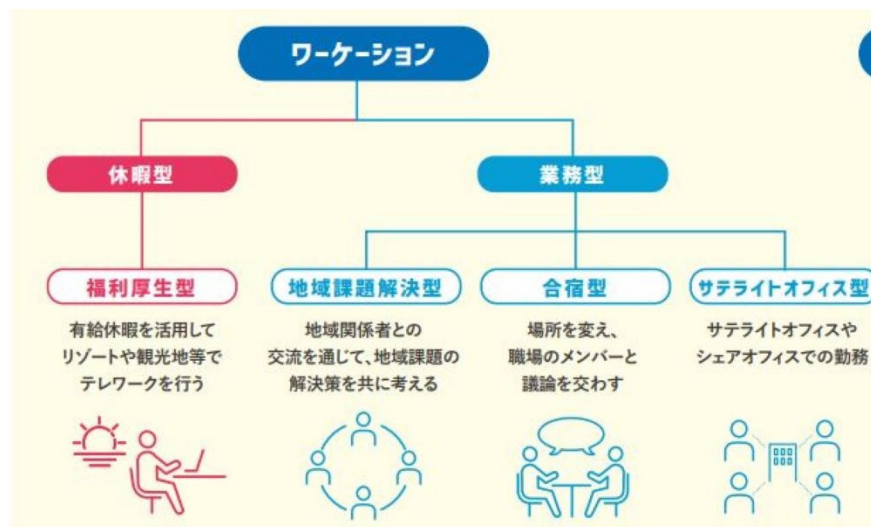 ワーケーション
休暇型
業務型
福利厚生型
有給休暇を活用して
リゾートや観光地等で
テレワークを行う
地域課題解決型
地域関係者との
交流を通じて、地域課題の
解決策を共に考える
合宿型
場所を変え、
職場のメンバーと
議論を交わす
サテライトオフィス型
サテライトオフィスや
シェアオフィスでの勤務